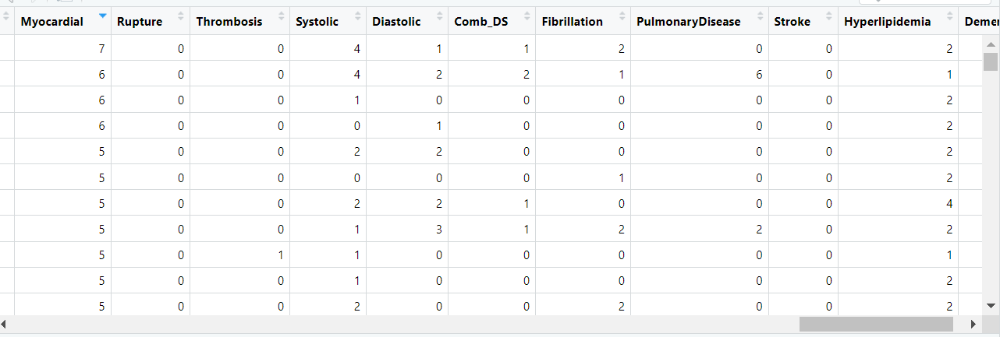 Myocardial Rupture Thrombosis Systolic Diastolic Comb_DS Fibrillation PulmonaryDisease Stroke Hyperlipidemia Demen
7 0 0 4 1 1 2 0 0 2
6 0 0 4 2 2 1 6 0 1
6 0 0 1 0 0 0 0 0 2
6 0 0 0 1 0 0 0 0 2
5 0 0 2 2 0 0 0 0 2
5 0 0 0 0 0 1 0 0 2
5 0 0 2 2 1 0 0 0 4
5 0 0 1 3 1 2 2 0 2
5 0 1 1 0 0 0 0 0 1
5 0 0 1 0 0 0 0 0 2
5 0 0 2 0 0 2 0 0 2